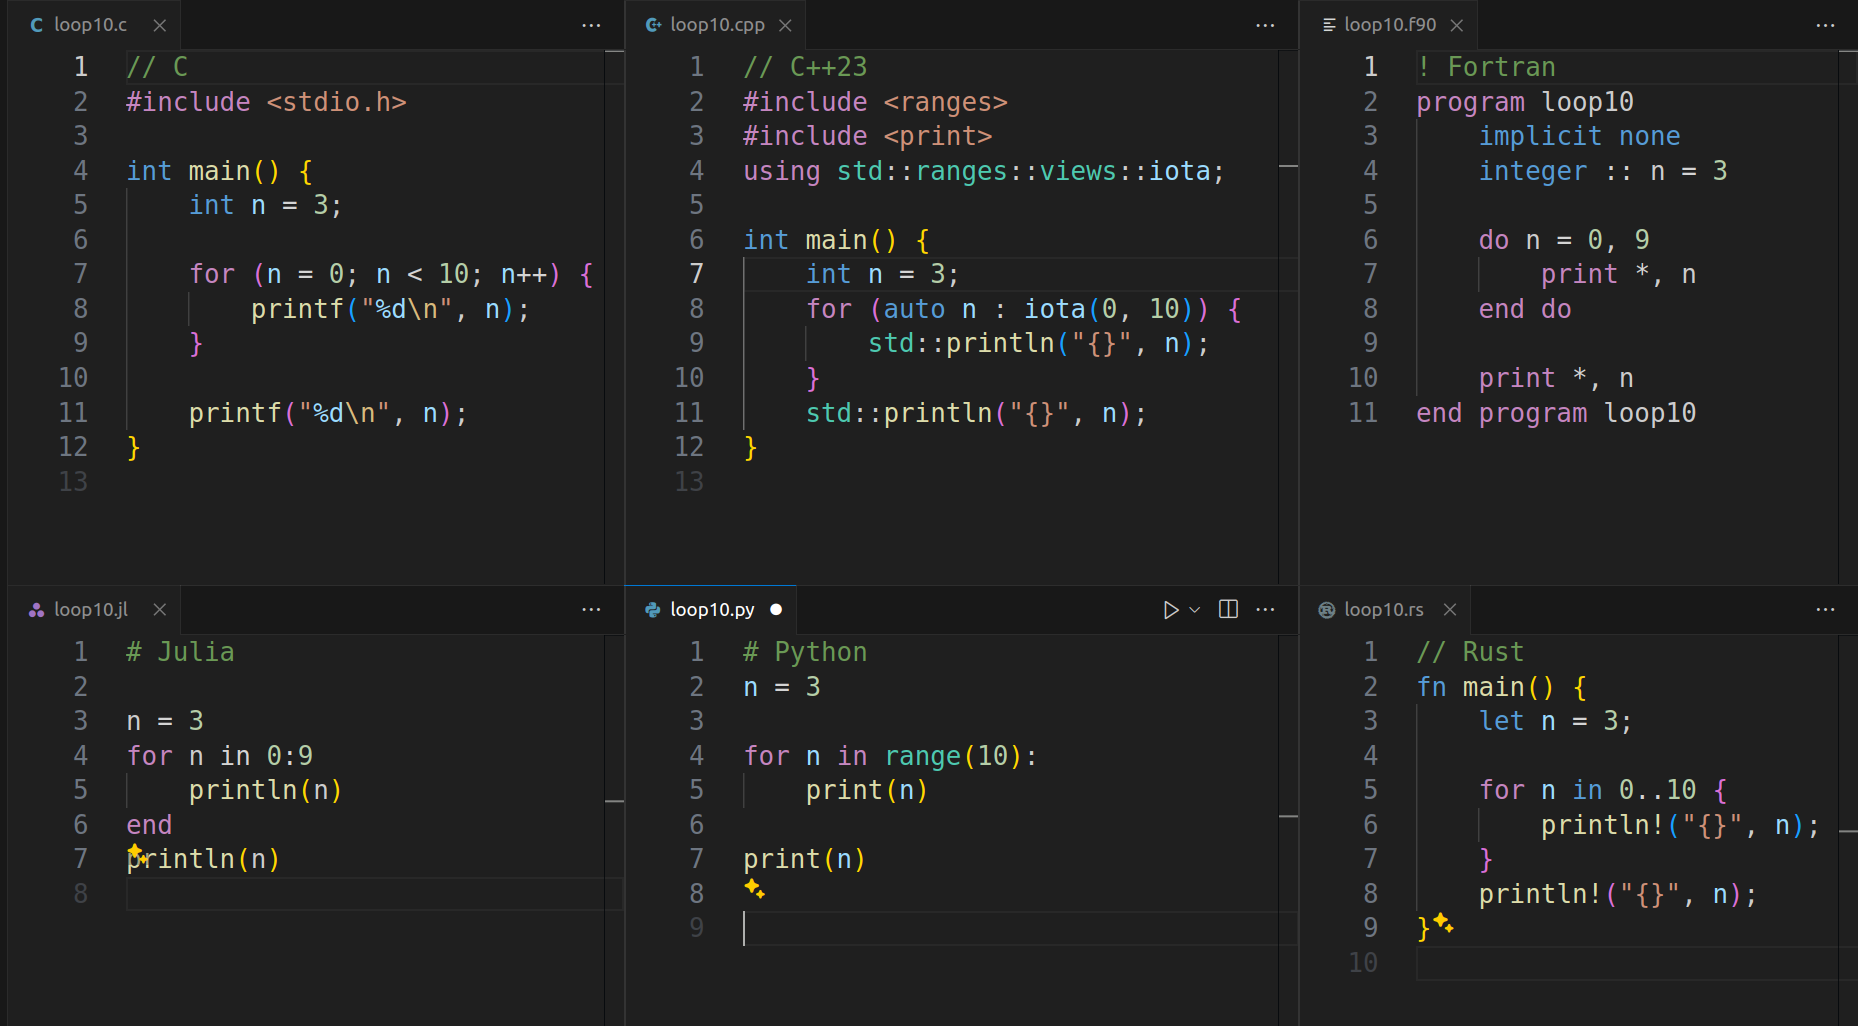 loop10.c
1 // C
2 #include <stdio.h>
3
4 int main() {
5     int n = 3;
6
7     for (n = 0; n < 10; n++) {
8         printf("%d\n", n);
9     }
10
11     printf("%d\n", n);
12 }
13
loop10.cpp
1 // C++23
2 #include <ranges>
3 #include <print>
4 using std::ranges::views::iota;
5
6 int main() {
7     int n = 3;
8     for (auto n : iota(0, 10)) {
9         std::println("{}", n);
10     }
11     std::println("{}", n);
12 }
13
loop10.f90
1 ! Fortran
2 program loop10
3     implicit none
4     integer :: n = 3
5
6     do n = 0, 9
7         print *, n
8     end do
9
10     print *, n
11 end program loop10
loop10.jl
1 # Julia
2
3 n = 3
4 for n in 0:9
5     println(n)
6 end
7 println(n)
8
loop10.py
1 # Python
2 n = 3
3
4 for n in range(10):
5     print(n)
6
7 print(n)
8
9
loop10.rs
1 // Rust
2 fn main() {
3     let n = 3;
4
5     for n in 0..10 {
6         println!("{}", n);
7     }
8     println!("{}", n);
9 }
10